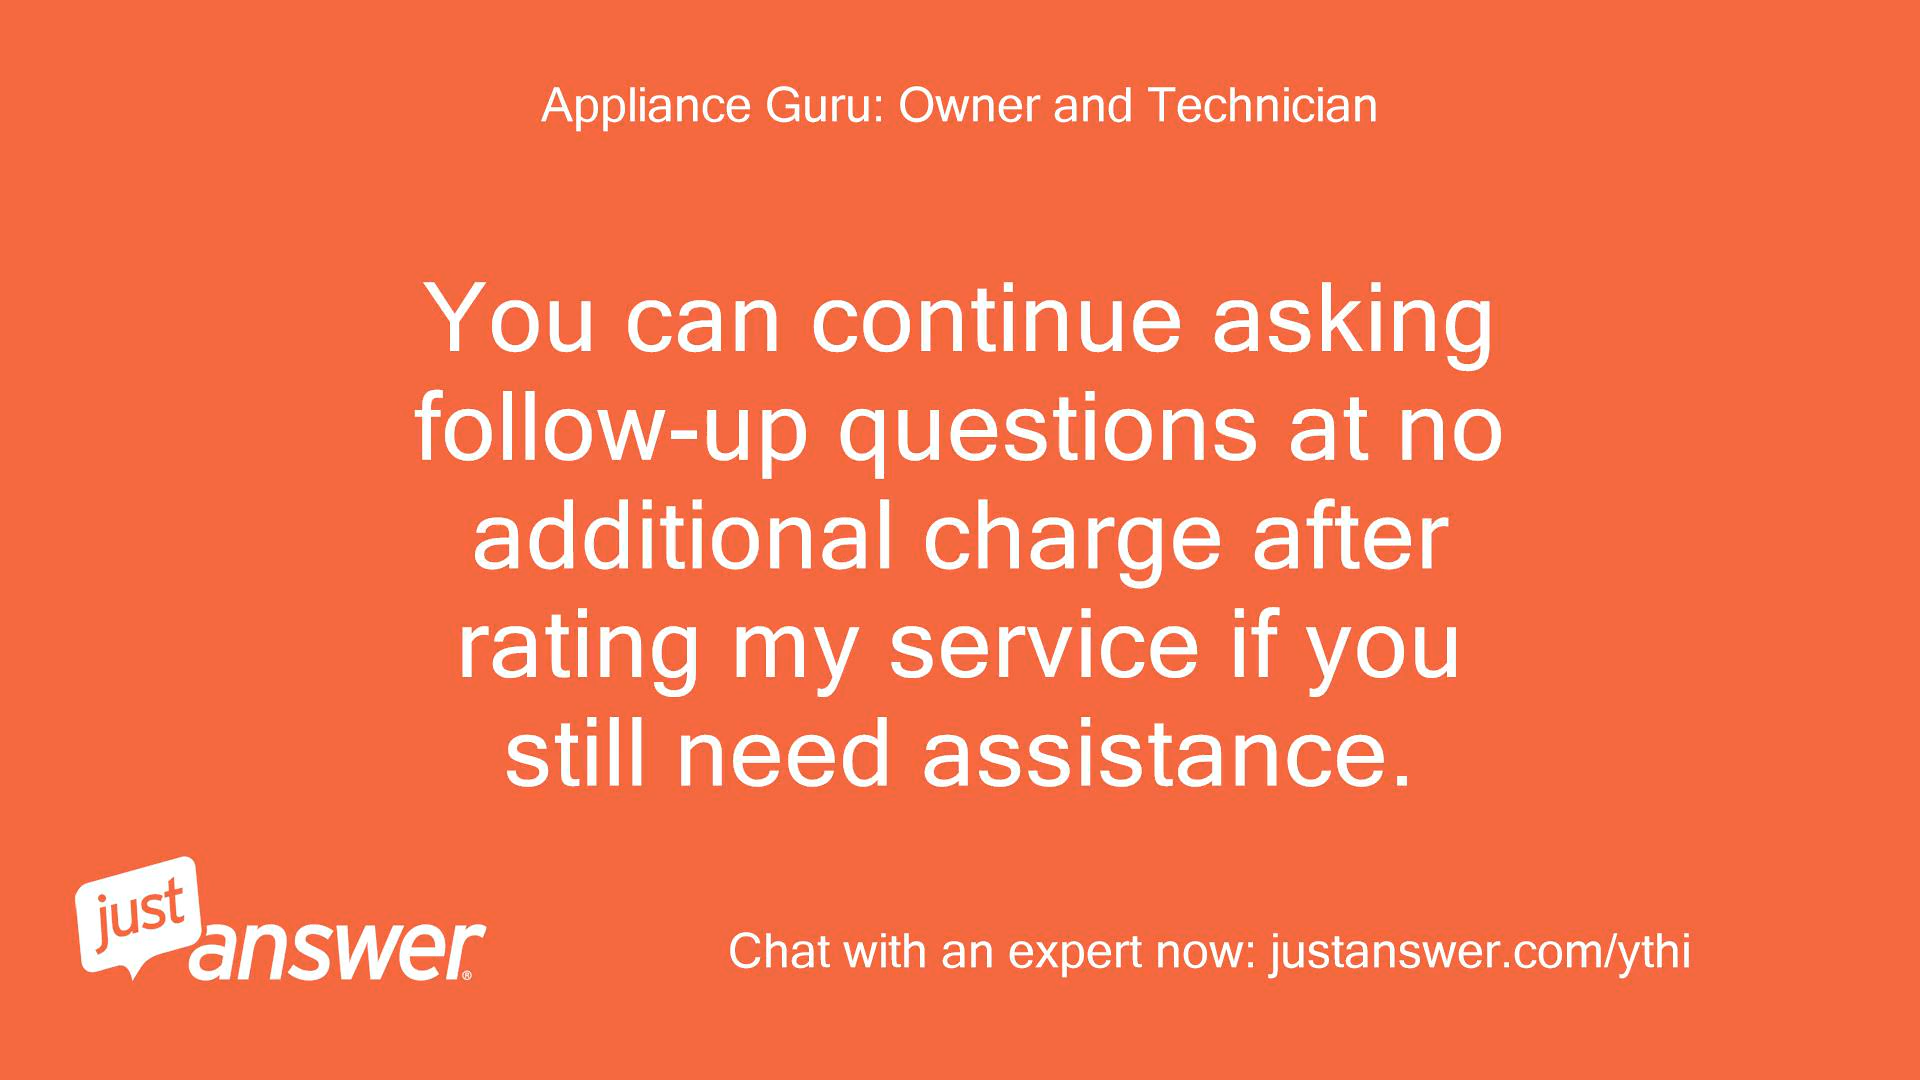 Appliance Guru: Owner and Technician
You can continue asking
follow-up questions at no
additional charge after
rating my service if you
still need assistance.
just
answer®
Chat with an expert now: justanswer.com/ythi